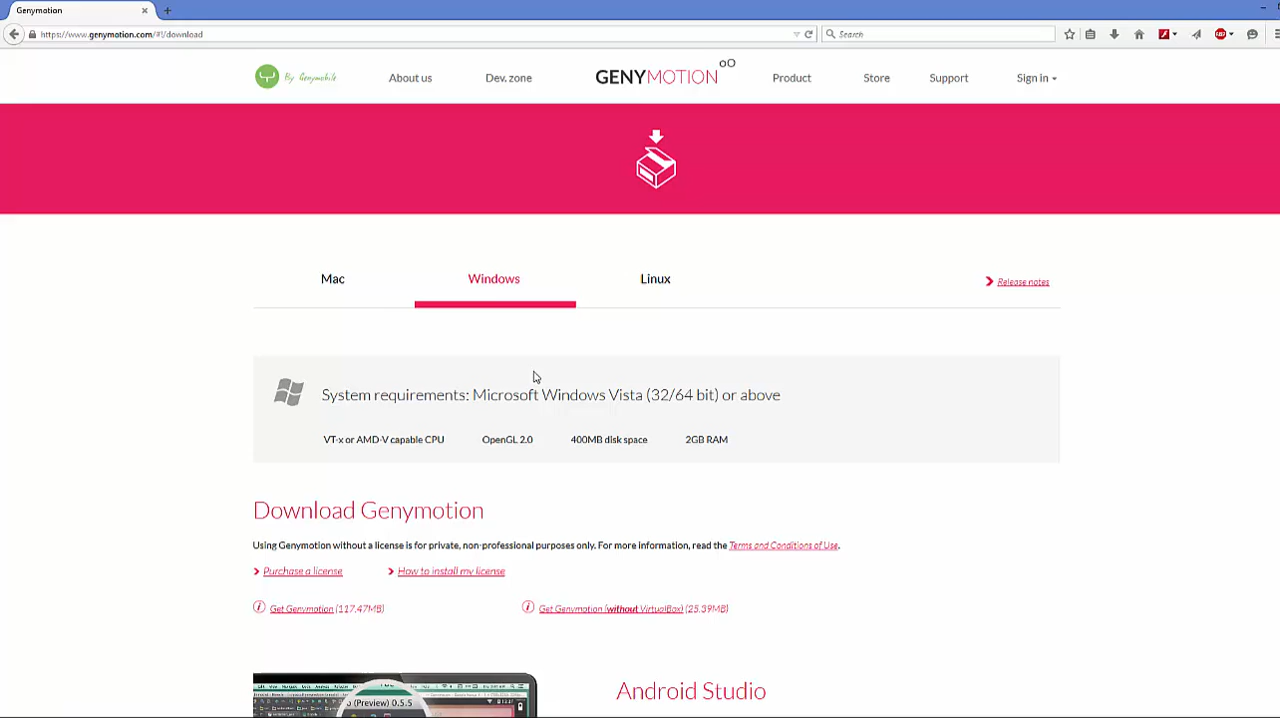 Genymotion
https://www.genymotion.com/#!/download
Search
By Genymobile
About us
Dev. zone
GENYMOTION
Product
Store
Support
Sign in
Mac
Windows
Linux
Release notes
System requirements: Microsoft Windows Vista (32/64 bit) or above
VT-x or AMD-V capable CPU
OpenGL 2.0
400MB disk space
2GB RAM
Download Genymotion
Using Genymotion without a license is for private, non-professional purposes only. For more information, read the Terms and Conditions of Use.
Purchase a license
How to install my license
Get Genymotion (117.47MB)
Get Genymotion (without VirtualBox) (25.39MB)
(Preview) 0.5.5
Android Studio